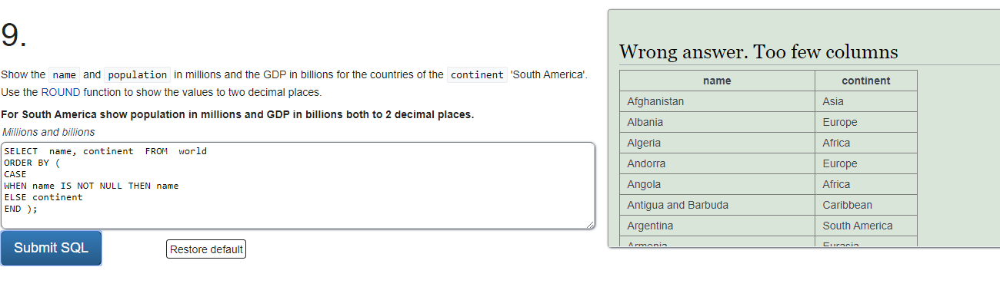 9.
Show the name and population in millions and the GDP in billions for the countries of the continent 'South America'.
Use the ROUND function to show the values to two decimal places.
For South America show population in millions and GDP in billions both to 2 decimal places.
Millions and billions
SELECT  name, continent  FROM  world
ORDER BY (
CASE
WHEN name IS NOT NULL THEN name
ELSE continent
END );
Submit SQL
Restore default
Wrong answer. Too few columns
name continent
Afghanistan Asia
Albania Europe
Algeria Africa
Andorra Europe
Angola Africa
Antigua and Barbuda Caribbean
Argentina South America
Armenia Eurasia